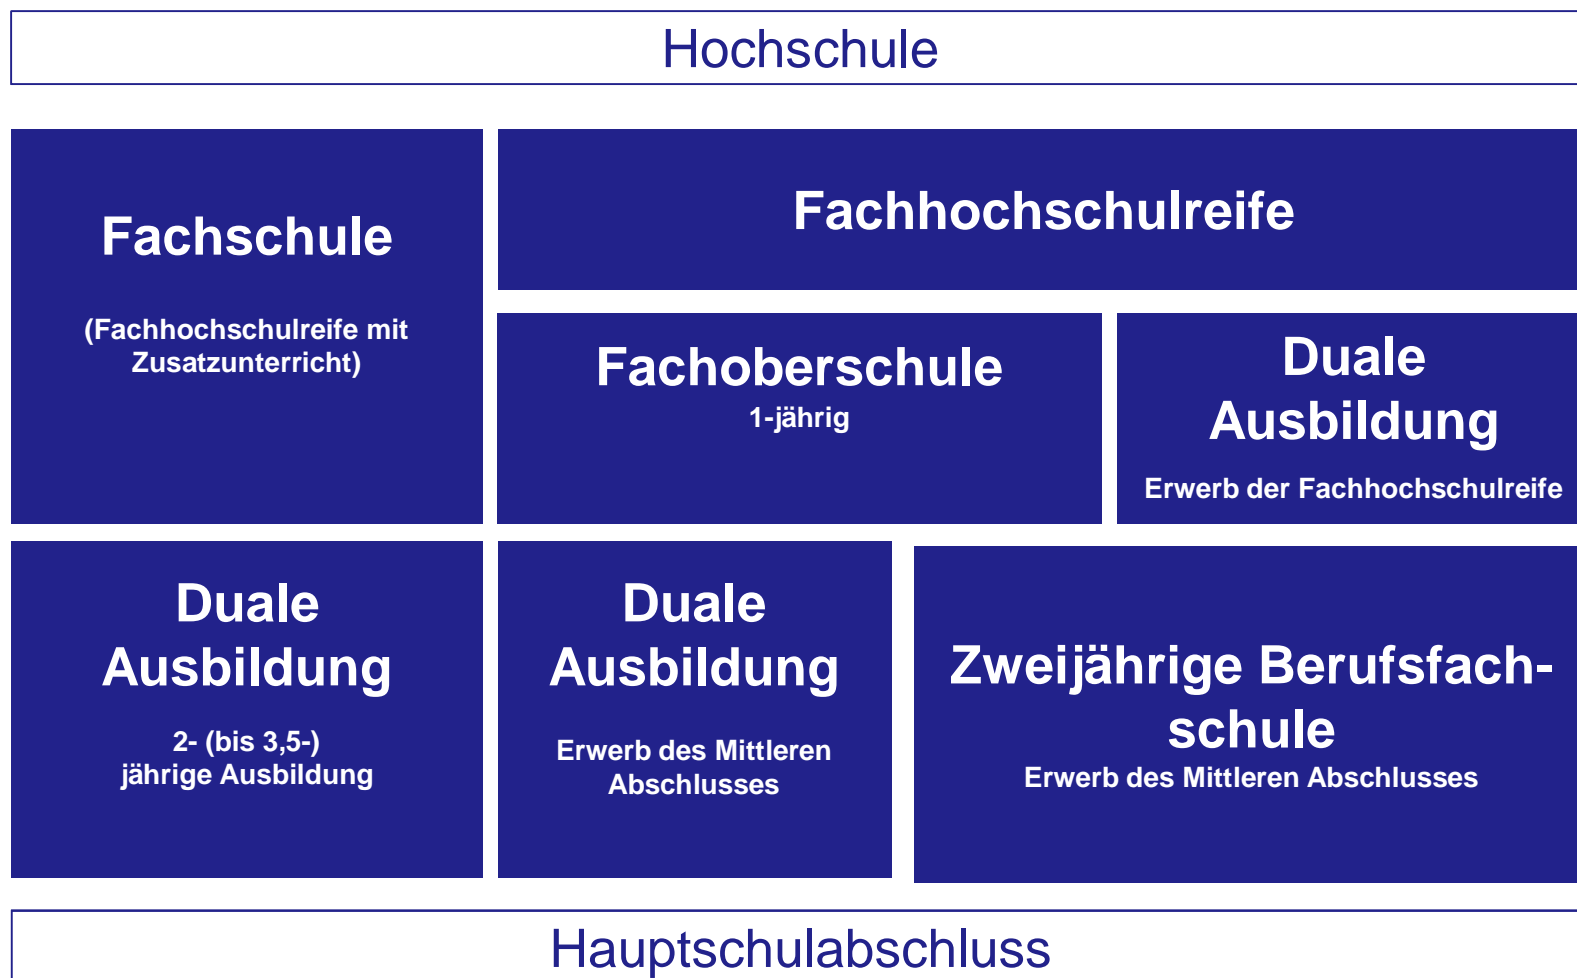 Hochschule
Fachschule
(Fachhochschulreife mit
Zusatzunterricht)
Fachhochschulreife
Fachoberschule
1-jährig
Duale
Ausbildung
Erwerb der Fachhochschulreife
Duale
Ausbildung
2- (bis 3,5-)
jährige Ausbildung
Duale
Ausbildung
Erwerb des Mittleren
Abschlusses
Zweijährige Berufsfach-
schule
Erwerb des Mittleren Abschlusses
Hauptschulabschluss